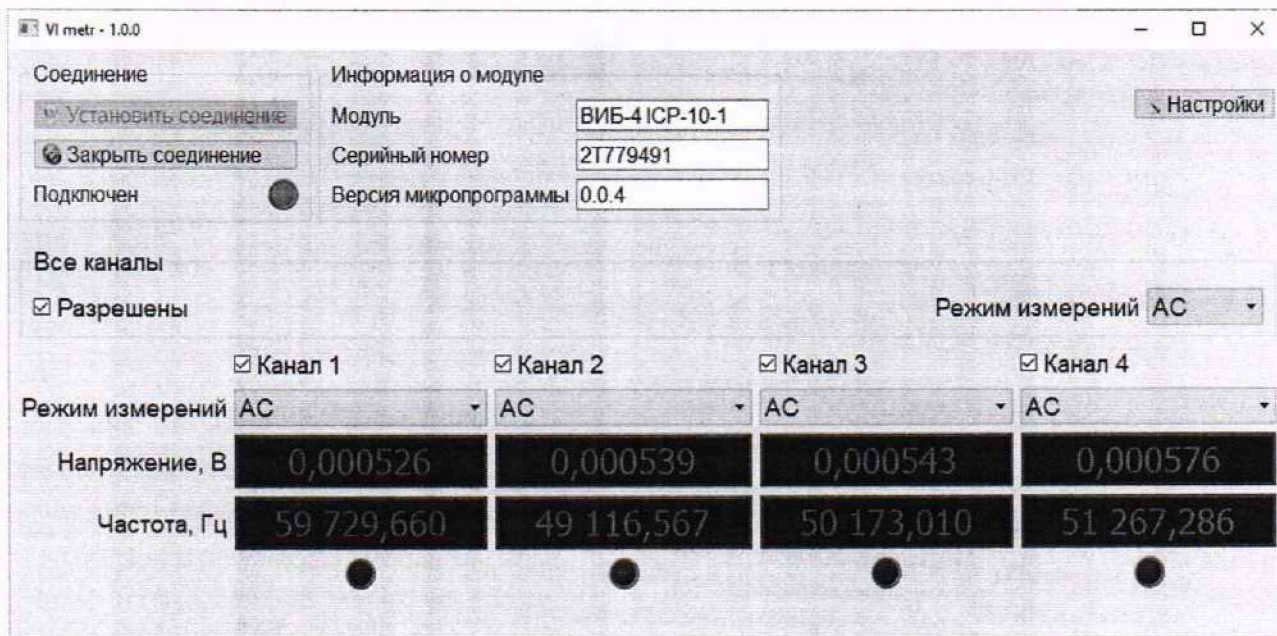 VI metr - 1.0.0
Соединение
Информация о модуле
Установить соединение
Модуль
ВИБ-4 ICP-10-1
Настройки
Закрыть соединение
Серийный номер
2T779491
Подключен
Версия микропрограммы
0.0.4
Все каналы
Разрешены
Режим измерений AC
Канал 1
Канал 2
Канал 3
Канал 4
Режим измерений AC AC AC AC
Напряжение, В 0,000526 0,000539 0,000543 0,000576
Частота, Гц 59 729,660 49 116,567 50 173,010 51 267,286